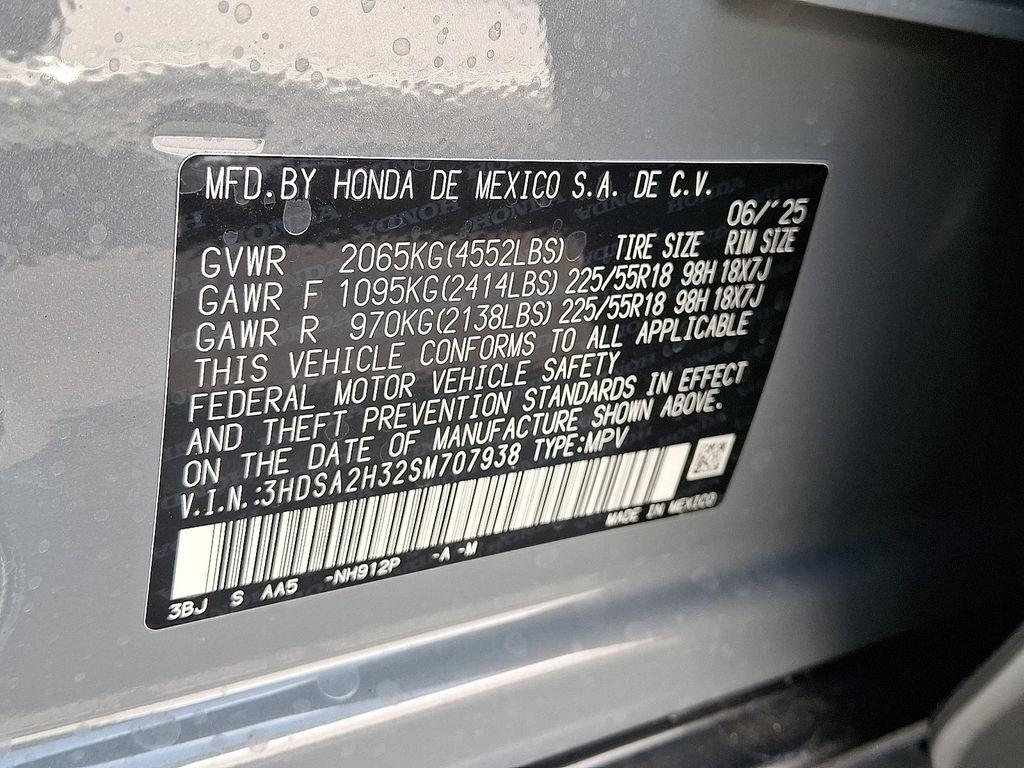 MFD. BY HONDA DE MEXICO S.A. DE C.V.
06/'25
GVWR 2065KG(4552LBS) TIRE SIZE RIM SIZE
GAWR F 1095KG(2414LBS) 225/55R18 98H 18X7J
GAWR R 970KG(2138LBS) 225/55R18 98H 18X7J
THIS VEHICLE CONFORMS TO ALL APPLICABLE
FEDERAL MOTOR VEHICLE SAFETY
AND THEFT PREVENTION STANDARDS IN EFFECT
ON THE DATE OF MANUFACTURE SHOWN ABOVE.
V.I.N.:3HDSA2H32SM707938 TYPE:MPV
MADE IN MEXICO
3BJ S AA5 -NH912P -A -M